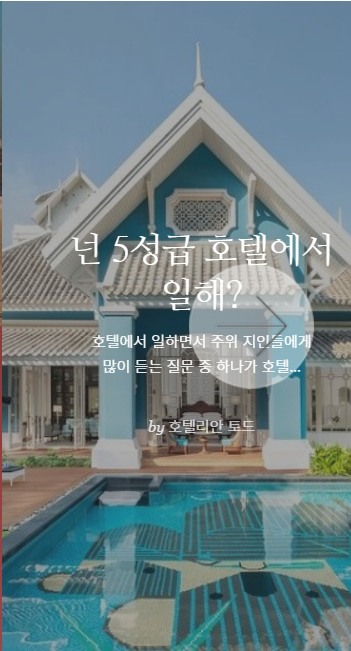 넌 5성급 호텔에서
일해?
호텔에서 일하면서 주위 지인들에게
많이 듣는 질문 중 하나가 호텔...
by 호텔리안 토드